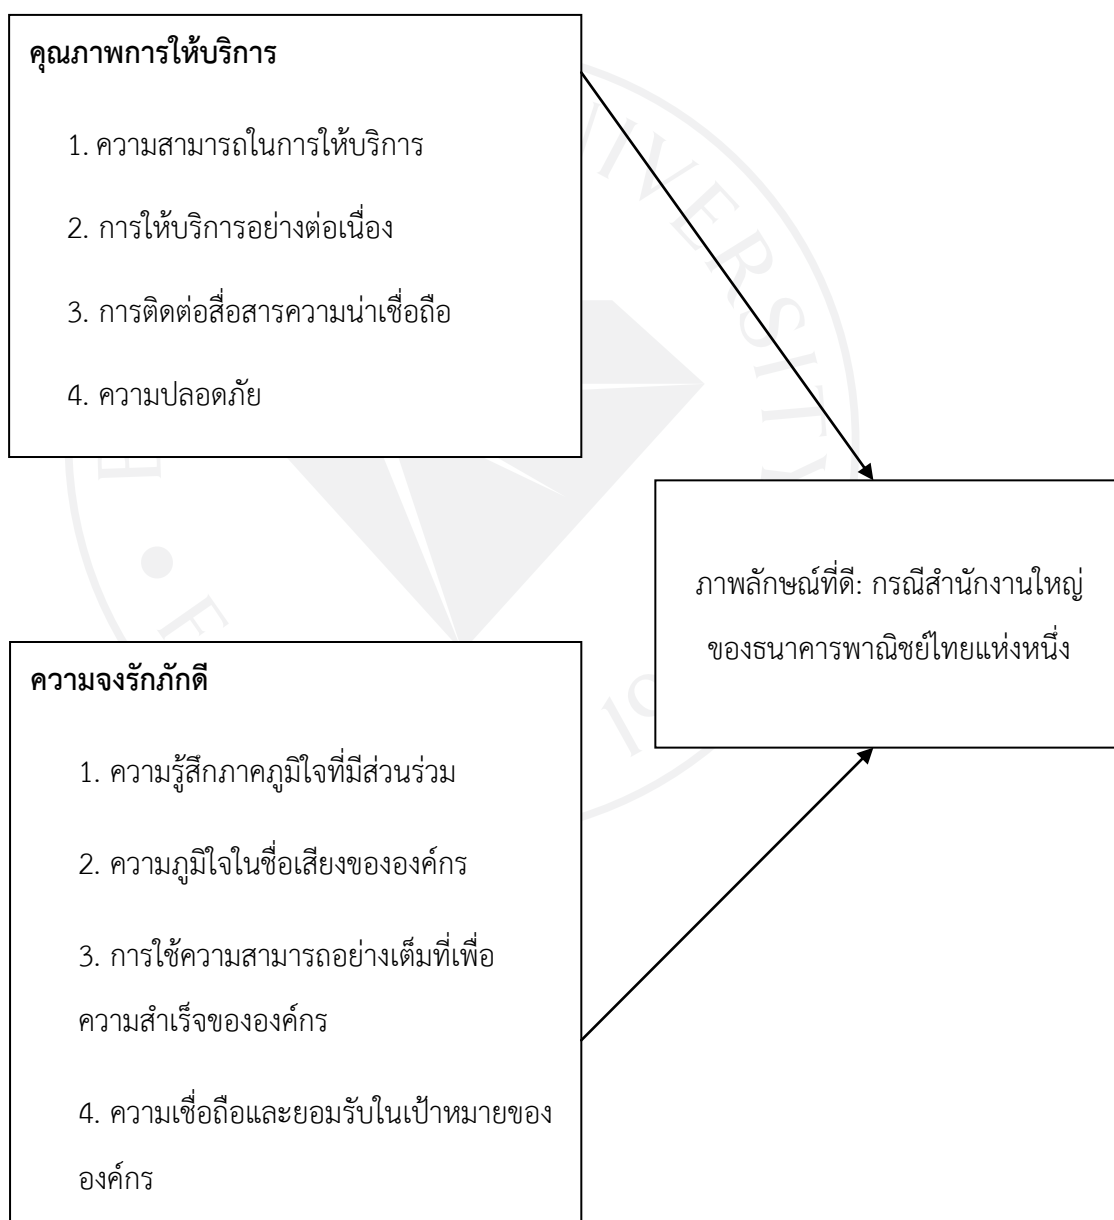 คุณภาพการให้บริการ
1. ความสามารถในการให้บริการ
2. การให้บริการอย่างต่อเนื่อง
3. การติดต่อสื่อสารความน่าเชื่อถือ
4. ความปลอดภัย
ภาพลักษณ์ที่ดี: กรณีสำนักงานใหญ่
ของธนาคารพาณิชย์ไทยแห่งหนึ่ง
ความจงรักภักดี
1. ความรู้สึกภาคภูมิใจที่มีส่วนร่วม
2. ความภูมิใจในชื่อเสียงขององค์กร
3. การใช้ความสามารถอย่างเต็มที่เพื่อ
ความสำเร็จขององค์กร
4. ความเชื่อถือและยอมรับในเป้าหมายของ
องค์กร